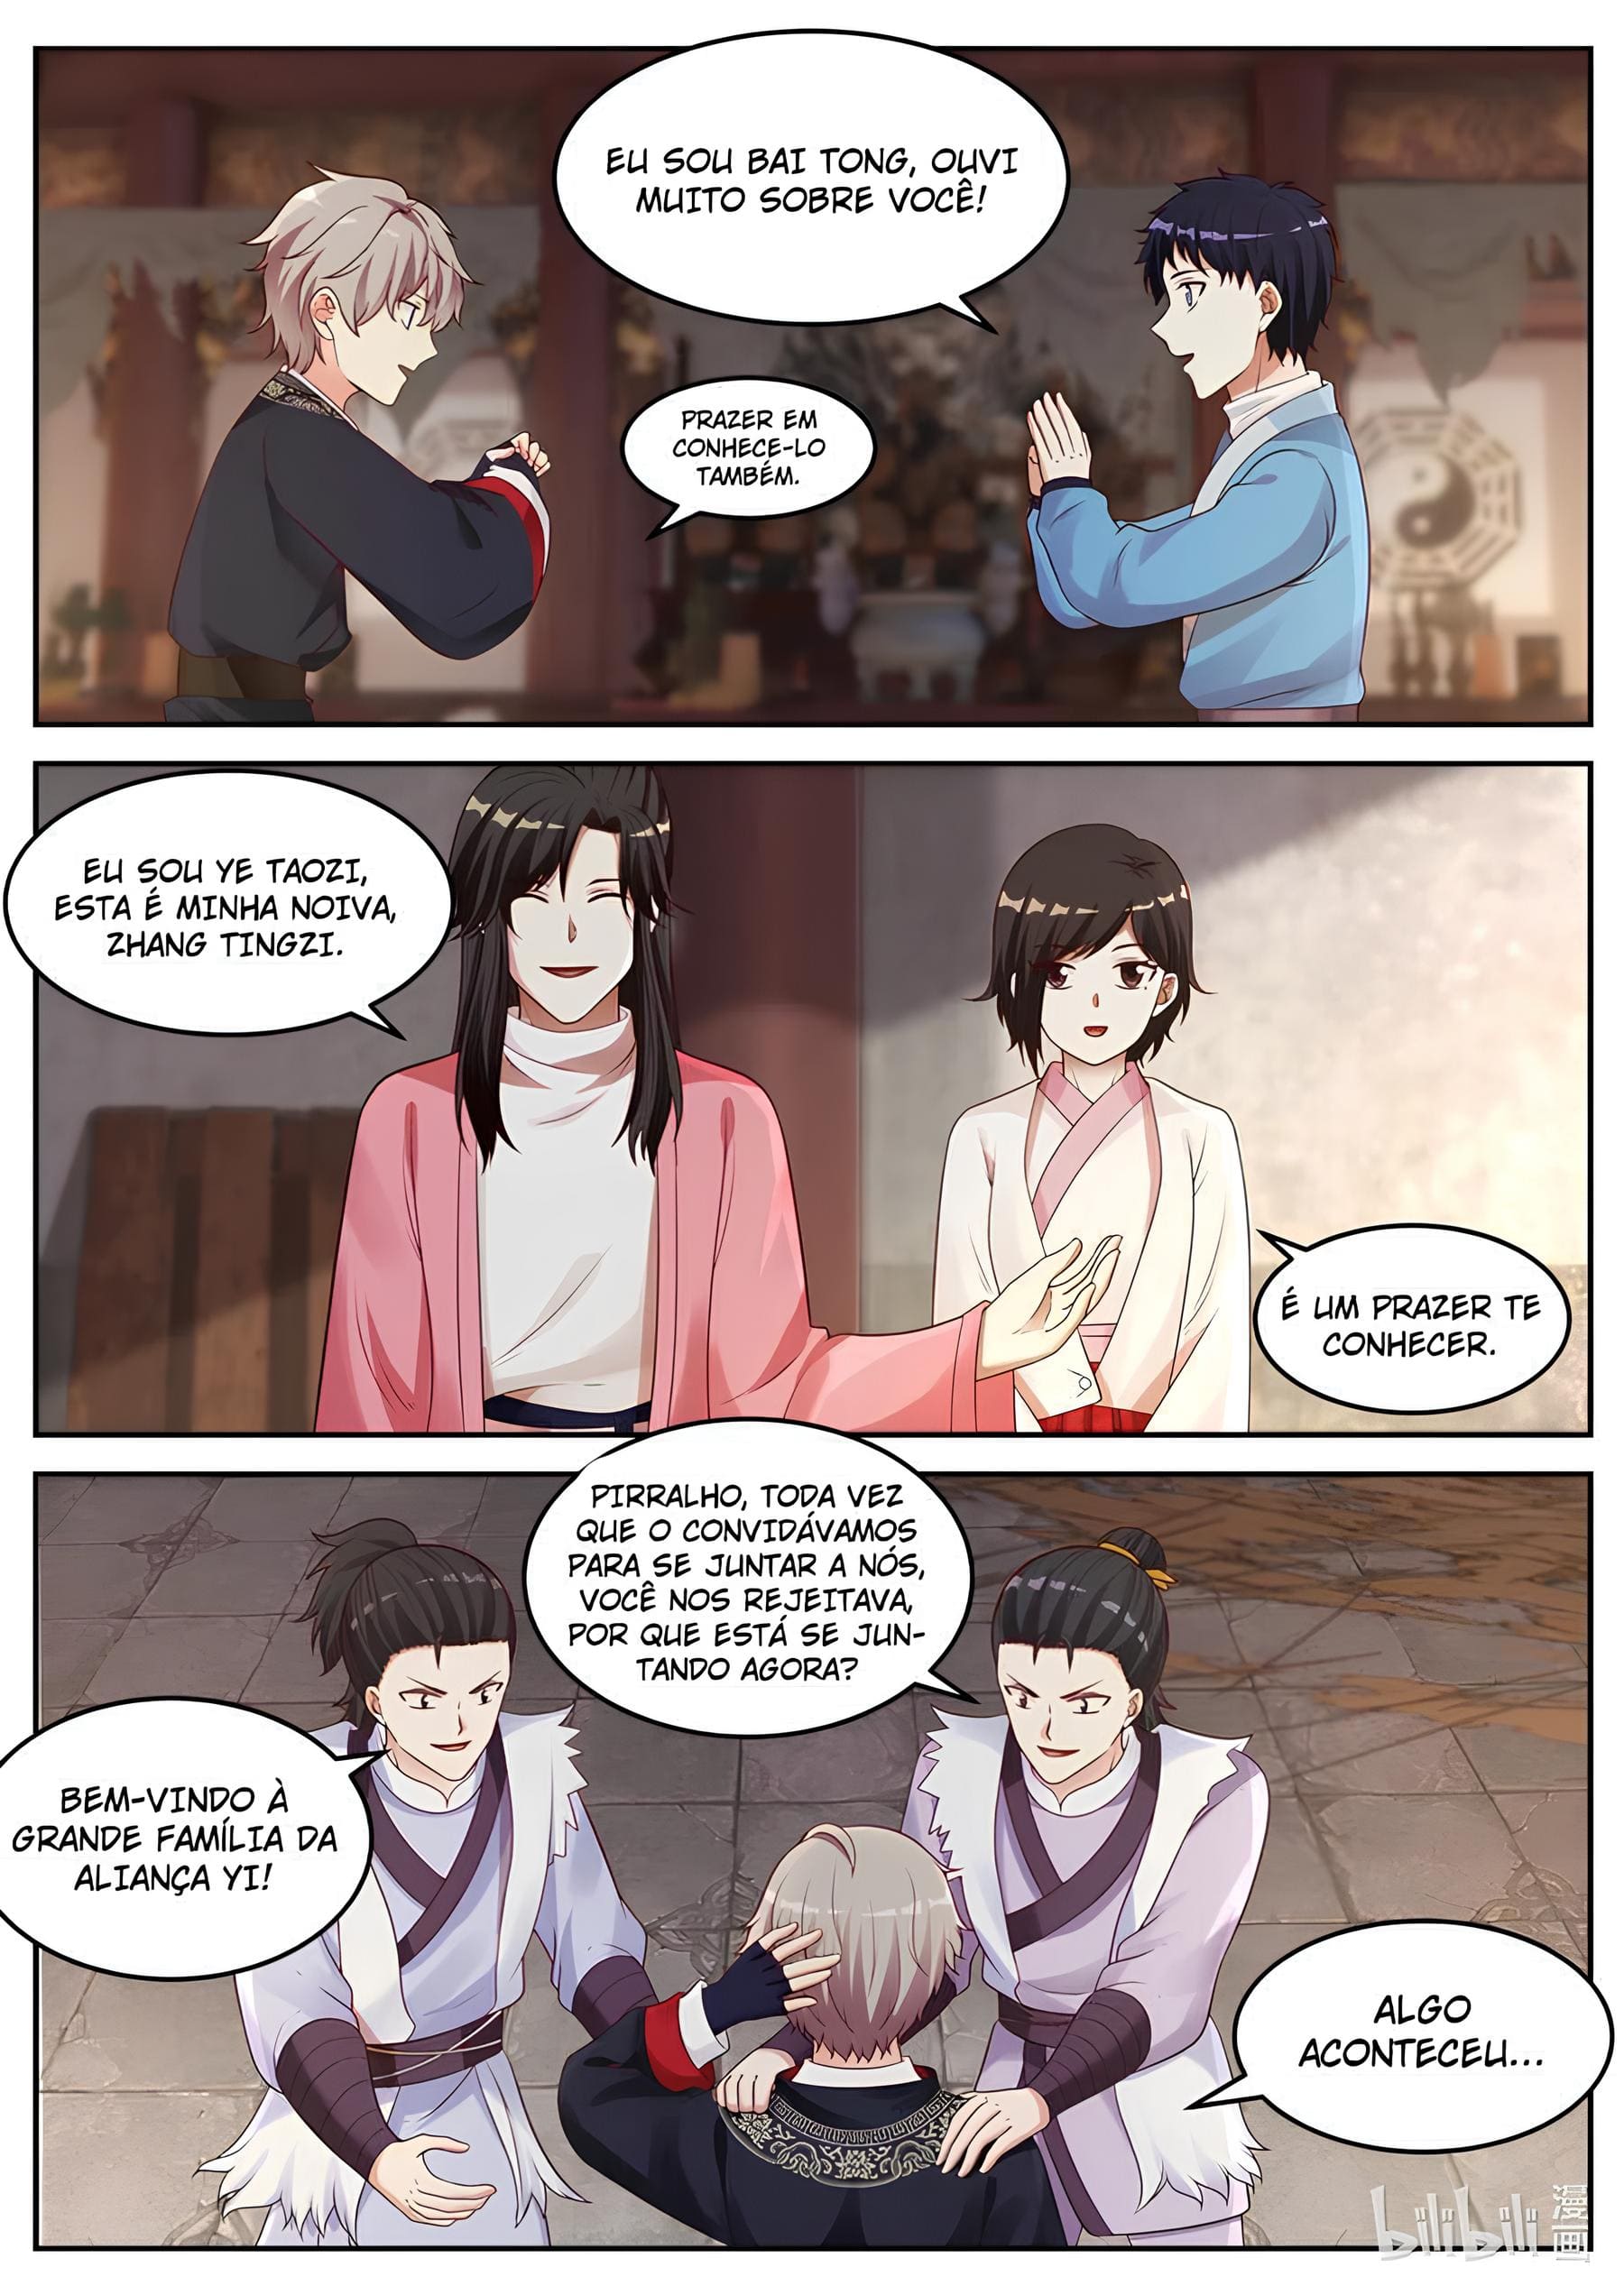 EU SOU BAI TONG, OUVI
MUITO SOBRE VOCÊ!
PRAZER EM
CONHECE-LO
TAMBÉM.
EU SOU YE TAOZI,
ESTA É MINHA NOIVA,
ZHANG TINGZI.
É UM PRAZER TE
CONHECER.
PIRRALHO, TODA VEZ
QUE O CONVIDÁVAMOS
PARA SE JUNTAR A NÓS,
VOCÊ NOS REJEITAVA,
POR QUE ESTÁ SE JUN-
TANDO AGORA?
BEM-VINDO À
GRANDE FAMÍLIA DA
ALIANÇA YI!
ALGO
ACONTECEU...
bilibili 漫画